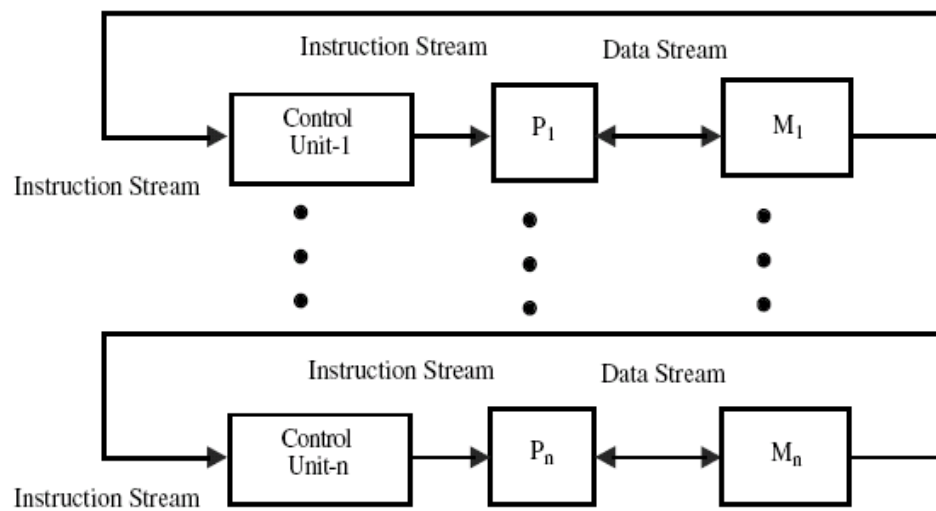 Instruction Stream
Data Stream
Control
Unit-1
P1
M1
Instruction Stream
Instruction Stream
Data Stream
Control
Unit-n
Pn
Mn
Instruction Stream